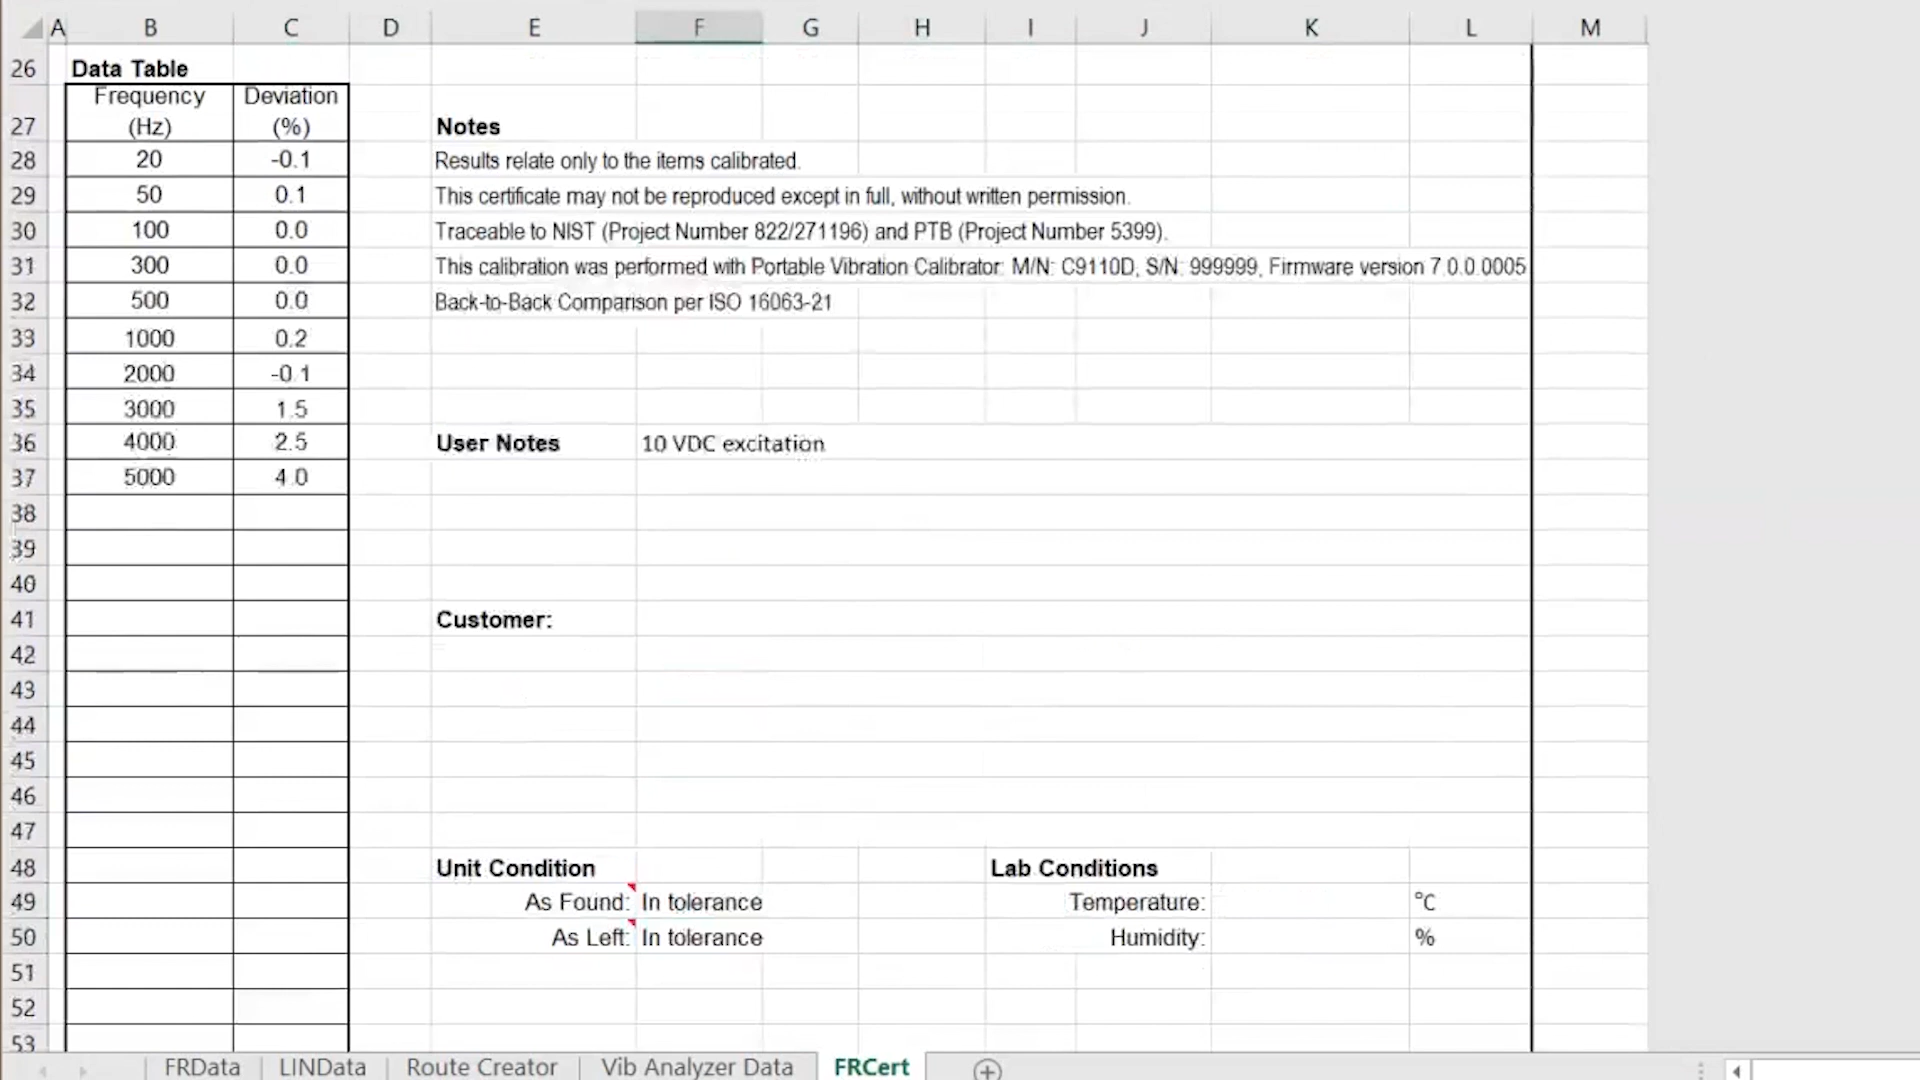 A B C D E F G H I J K L M
26 Data Table
27 Frequency (Hz) Deviation (%) Notes
28 20 -0.1 Results relate only to the items calibrated.
29 50 0.1 This certificate may not be reproduced except in full, without written permission.
30 100 0.0 Traceable to NIST (Project Number 822/271196) and PTB (Project Number 5399).
31 300 0.0 This calibration was performed with Portable Vibration Calibrator: M/N: C9110D, S/N: 999999, Firmware version 7.0.0.0005
32 500 0.0 Back-to-Back Comparison per ISO 16063-21
33 1000 0.2
34 2000 -0.1
35 3000 1.5
36 4000 2.5 User Notes 10 VDC excitation
37 5000 4.0
38
39
40
41 Customer:
42
43
44
45
46
47
48 Unit Condition Lab Conditions
49 As Found: In tolerance Temperature: °C
50 As Left: In tolerance Humidity: %
51
52
53
FRData LINData Route Creator Vib Analyzer Data FRCert